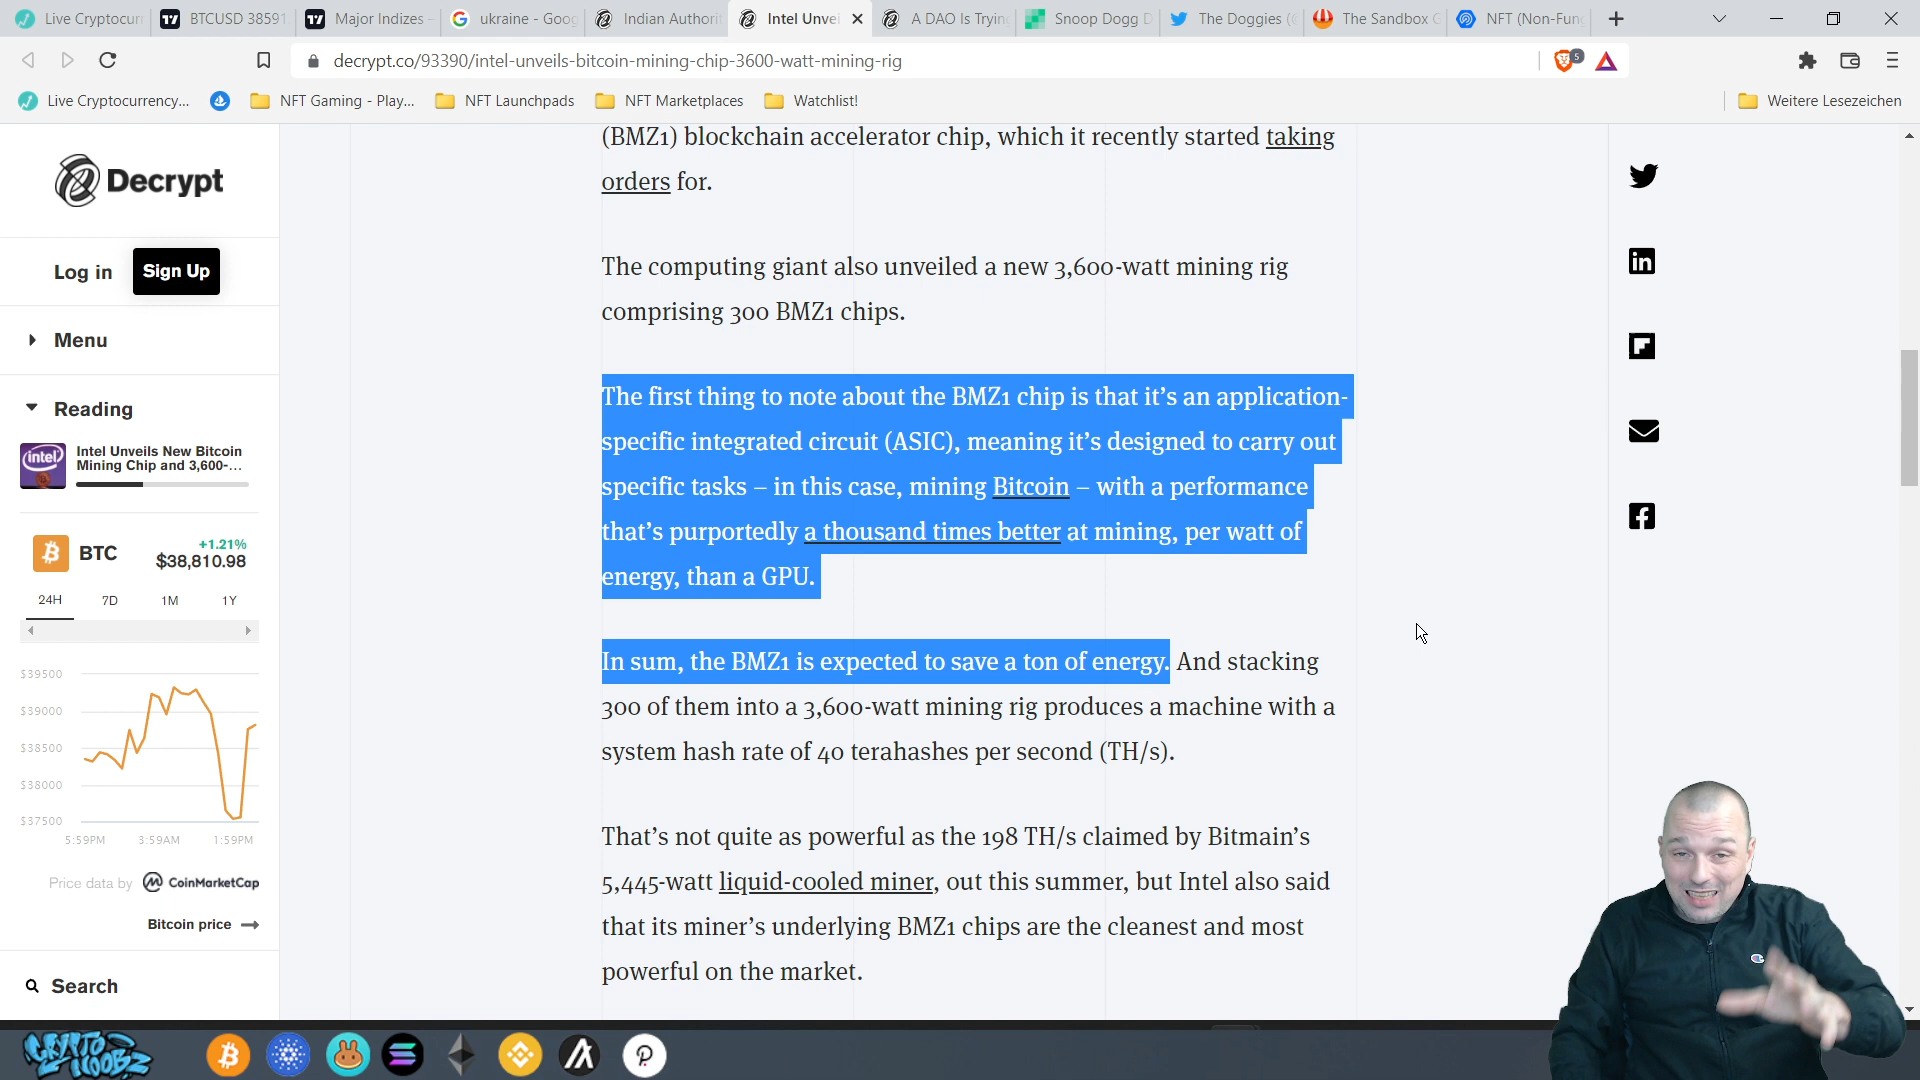 Live Cryptocurr
BTCUSD 38591
Major Indizes -
ukraine - Goog
Indian Authorit
Intel Unvei
A DAO Is Trying
Snoop Dogg D
The Doggies (@
The Sandbox G
NFT (Non-Fung
decrypt.co/93390/intel-unveils-bitcoin-mining-chip-3600-watt-mining-rig
5
Live Cryptocurrency...
NFT Gaming - Play...
NFT Launchpads
NFT Marketplaces
Watchlist!
Weitere Lesezeichen
Decrypt
Log in
Sign Up
Menu
Reading
intel
Intel Unveils New Bitcoin
Mining Chip and 3,600-...
BTC
+1.21%
$38,810.98
24H
7D
1M
1Y
$39500
$39000
$38500
$38000
$37500
5:59PM
3:59AM
1:59PM
Price data by CoinMarketCap
Bitcoin price
Search
(BMZ1) blockchain accelerator chip, which it recently started taking
orders for.
The computing giant also unveiled a new 3,600-watt mining rig
comprising 300 BMZ1 chips.
The first thing to note about the BMZ1 chip is that it’s an application-
specific integrated circuit (ASIC), meaning it’s designed to carry out
specific tasks – in this case, mining Bitcoin – with a performance
that’s purportedly a thousand times better at mining, per watt of
energy, than a GPU.
In sum, the BMZ1 is expected to save a ton of energy. And stacking
300 of them into a 3,600-watt mining rig produces a machine with a
system hash rate of 40 terahashes per second (TH/s).
That’s not quite as powerful as the 198 TH/s claimed by Bitmain’s
5,445-watt liquid-cooled miner, out this summer, but Intel also said
that its miner’s underlying BMZ1 chips are the cleanest and most
powerful on the market.
CRYPTO
NOOBZ